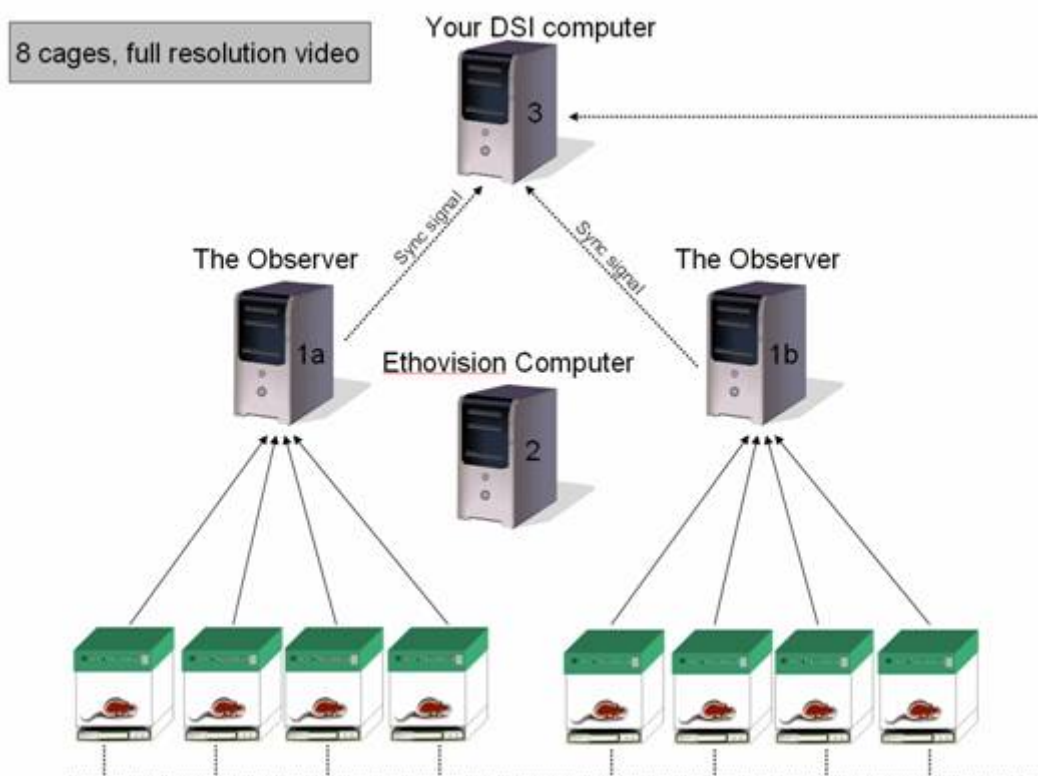 Your DSI computer
8 cages, full resolution video
3
Sync signal
Sync signal
The Observer
The Observer
1a
1b
Ethovision Computer
2